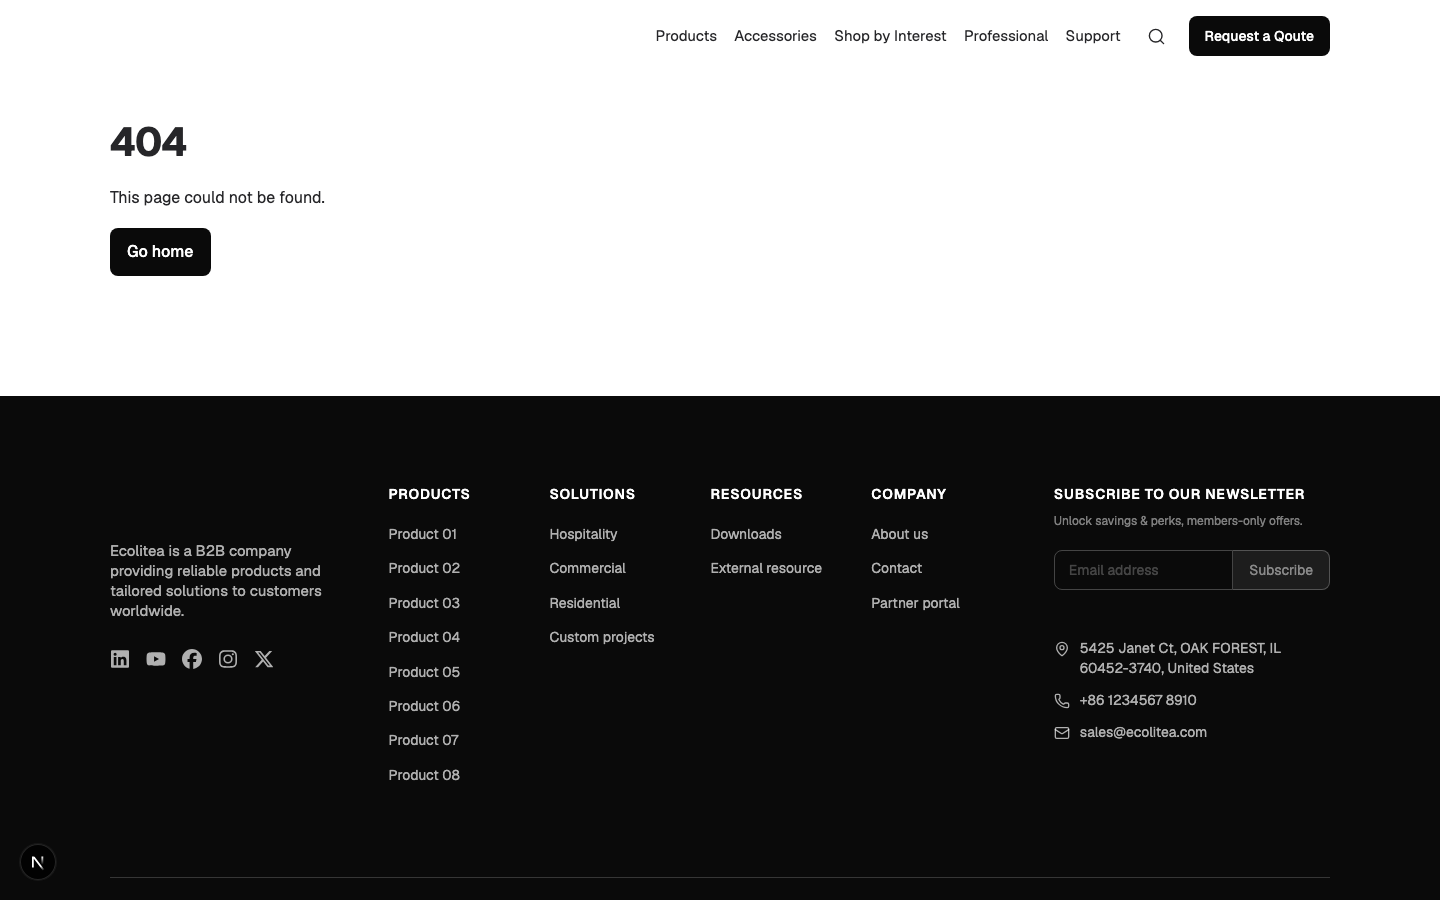 Products
Accessories
Shop by Interest
Professional
Support
Request a Qoute
404
This page could not be found.
Go home
Ecolitea is a B2B company
providing reliable products and
tailored solutions to customers
worldwide.
PRODUCTS
Product 01
Product 02
Product 03
Product 04
Product 05
Product 06
Product 07
Product 08
SOLUTIONS
Hospitality
Commercial
Residential
Custom projects
RESOURCES
Downloads
External resource
COMPANY
About us
Contact
Partner portal
SUBSCRIBE TO OUR NEWSLETTER
Unlock savings & perks, members-only offers.
Email address
Subscribe
5425 Janet Ct, OAK FOREST, IL
60452-3740, United States
+86 1234567 8910
sales@ecolitea.com
N